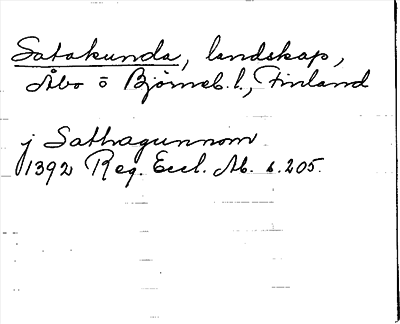 Satakunda, landskap,
Åbo o Björneb. l., Finland
j Sathagunnom
1392 Reg. Eccl. Ab. s. 205.